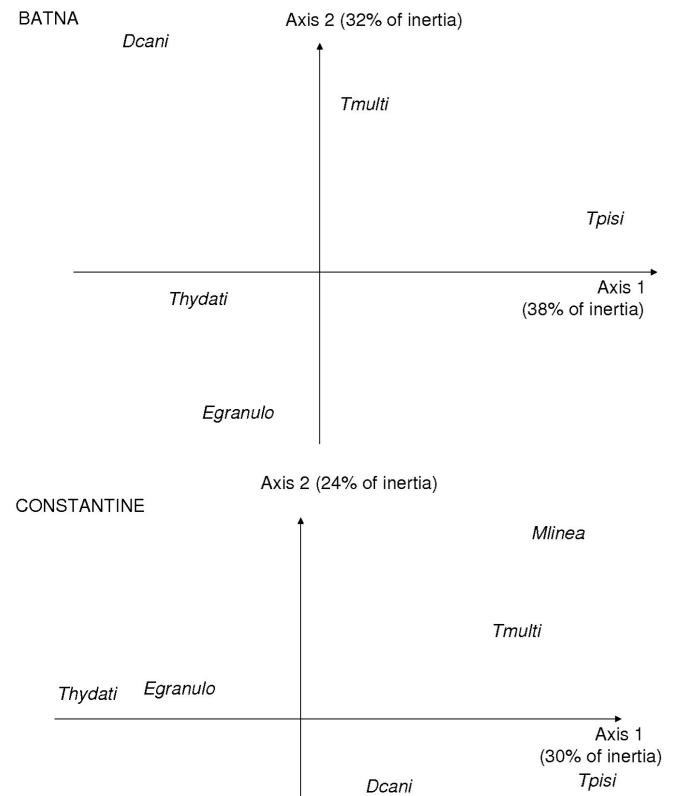 BATNA
Axis 2 (32% of inertia)
Dcani
Tmulti
Tpisi
Axis 1
(38% of inertia)
Thydati
Egranulo
Axis 2 (24% of inertia)
CONSTANTINE
Mlinea
Tmulti
Thydati
Egranulo
Axis 1
(30% of inertia)
Tpisi
Dcani